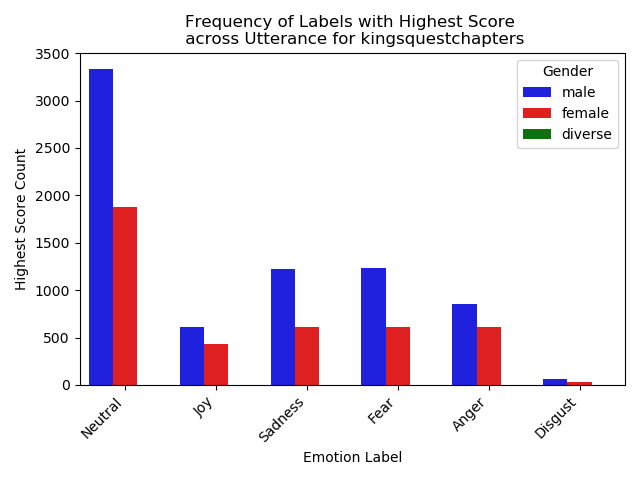 Frequency of Labels with Highest Score
across Utterance for kingsquestchapters
Gender
male
female
diverse
Highest Score Count
3500
3000
2500
2000
1500
1000
500
0
Neutral
Joy
Sadness
Fear
Anger
Disgust
Emotion Label